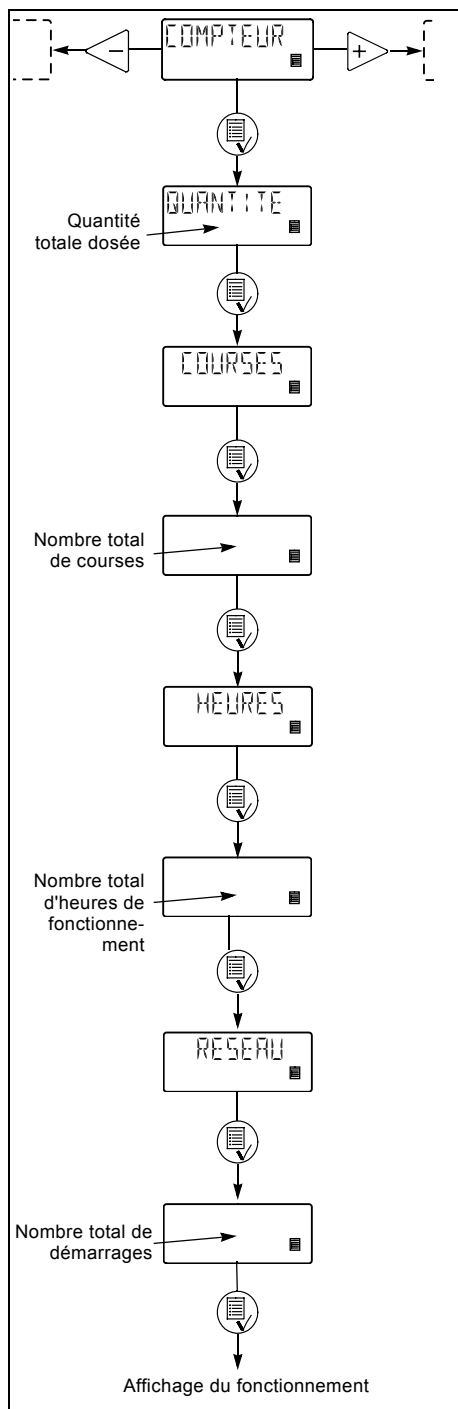 COMPTEUR
−
+
QUANTITE
Quantité
totale dosée
COURSES
Nombre total
de courses
HEURES
Nombre total
d'heures de
fonctionne-
ment
RESEAU
Nombre total de
démarrages
Affichage du fonctionnement